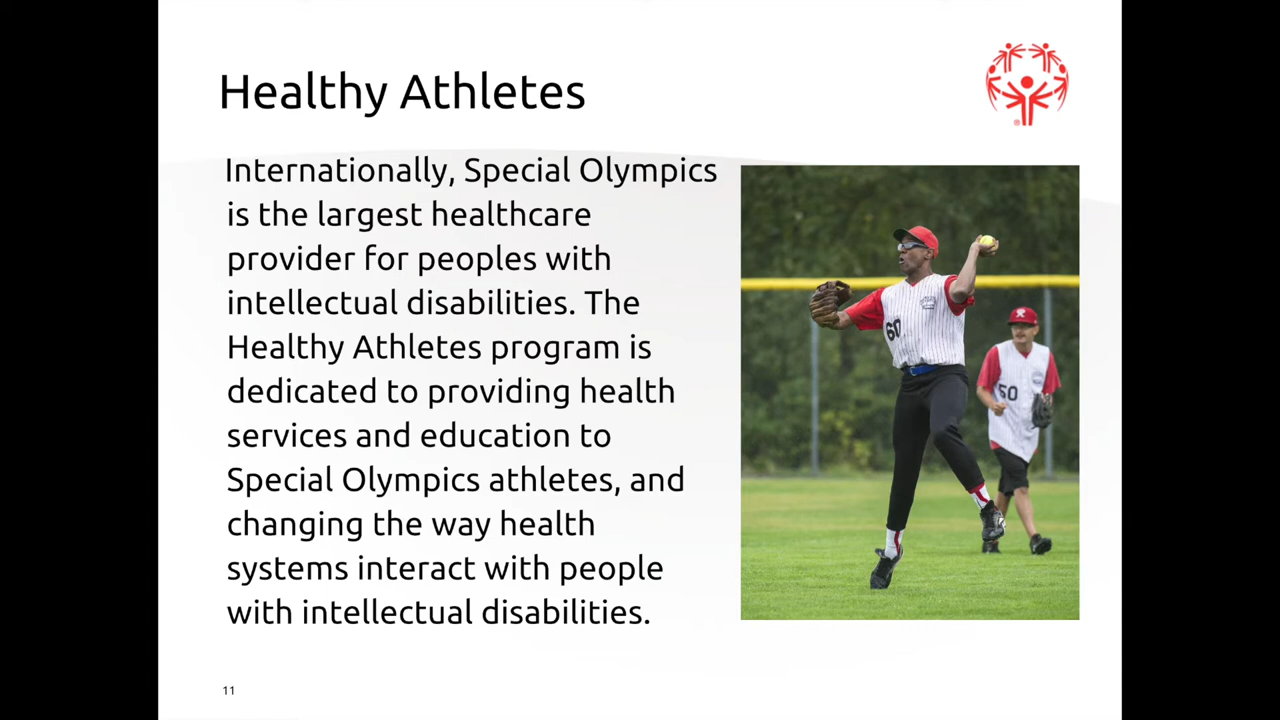 Healthy Athletes
Internationally, Special Olympics
is the largest healthcare
provider for peoples with
intellectual disabilities. The
Healthy Athletes program is
dedicated to providing health
services and education to
Special Olympics athletes, and
changing the way health
systems interact with people
with intellectual disabilities.
60
50
11